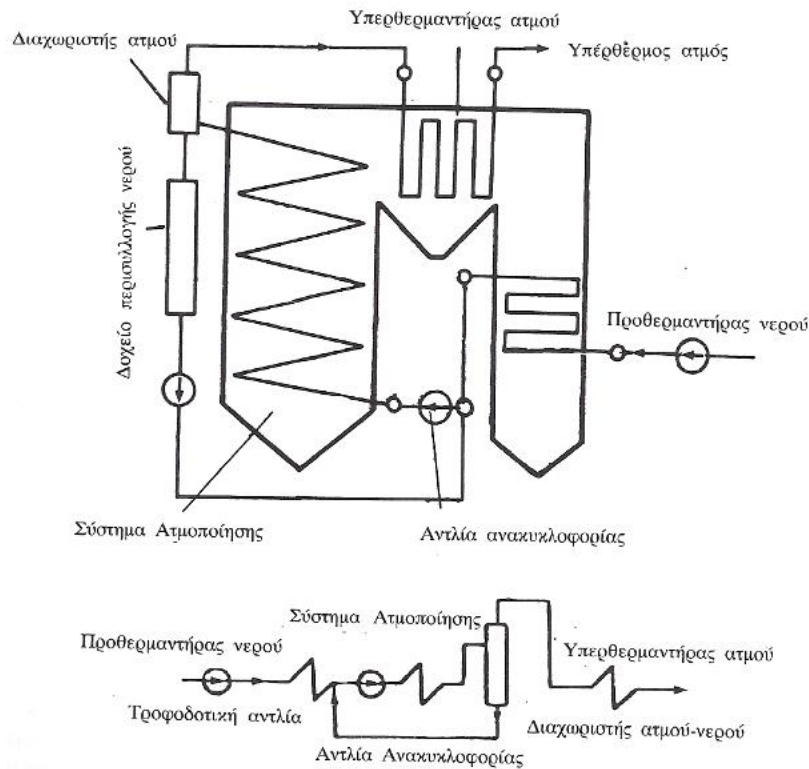 Υπερθερμαντήρας ατμού
Διαχωριστής ατμού
Υπέρθερμος ατμός
Δοχείο περισυλλογής νερού
Προθερμαντήρας νερού
Σύστημα Ατμοποίησης
Αντλία ανακυκλοφορίας
Σύστημα Ατμοποίησης
Προθερμαντήρας νερού
Υπερθερμαντήρας ατμού
Τροφοδοτική αντλία
Διαχωριστής ατμού-νερού
Αντλία Ανακυκλοφορίας